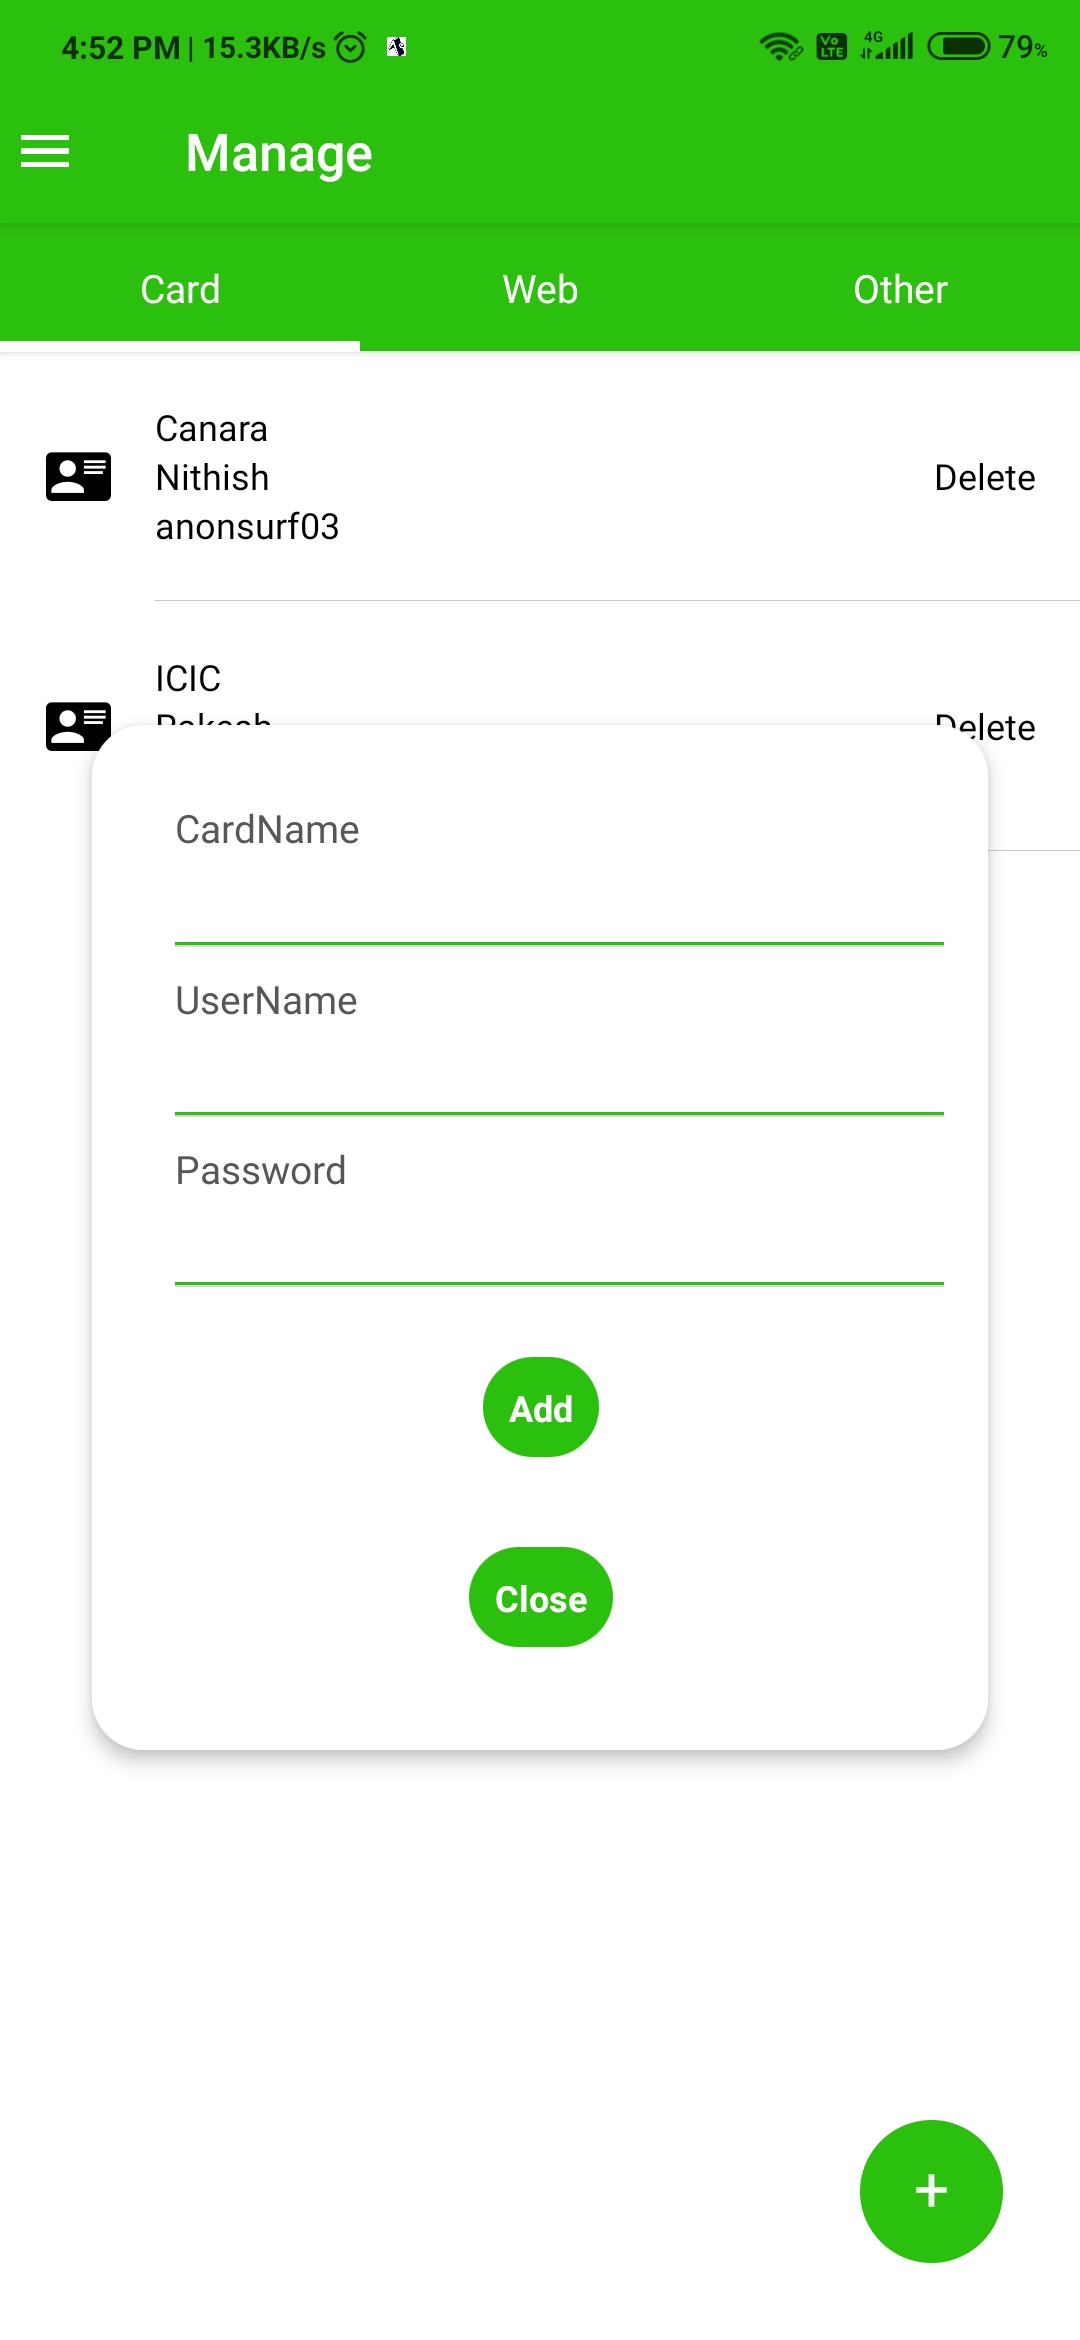 4:52 PM | 15.3KB/s
Vo LTE 4G 79%
Manage
Card Web Other
Canara
Nithish Delete
anonsurf03
ICIC
Delete
CardName
UserName
Password
Add
Close
+